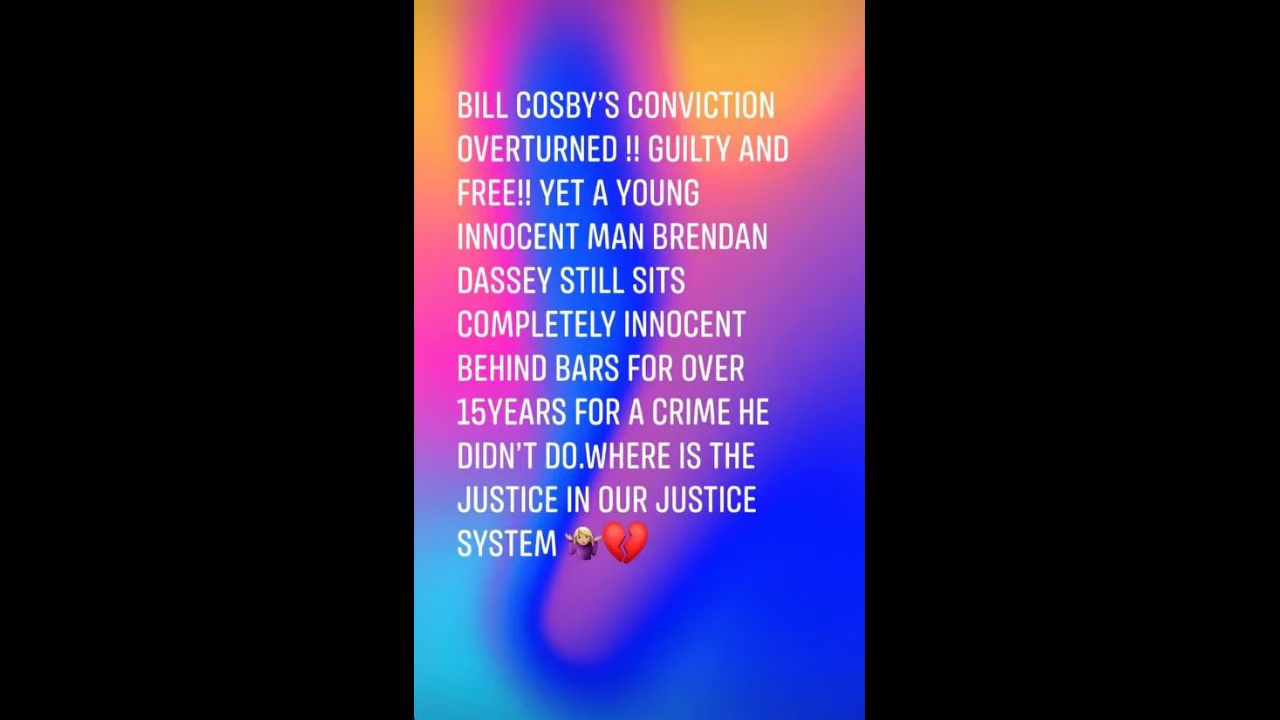 BILL COSBY’S CONVICTION
OVERTURNED !! GUILTY AND
FREE!! YET A YOUNG
INNOCENT MAN BRENDAN
DASSEY STILL SITS
COMPLETELY INNOCENT
BEHIND BARS FOR OVER
15YEARS FOR A CRIME HE
DIDN’T DO.WHERE IS THE
JUSTICE IN OUR JUSTICE
SYSTEM 🤷🏼‍♀️💔